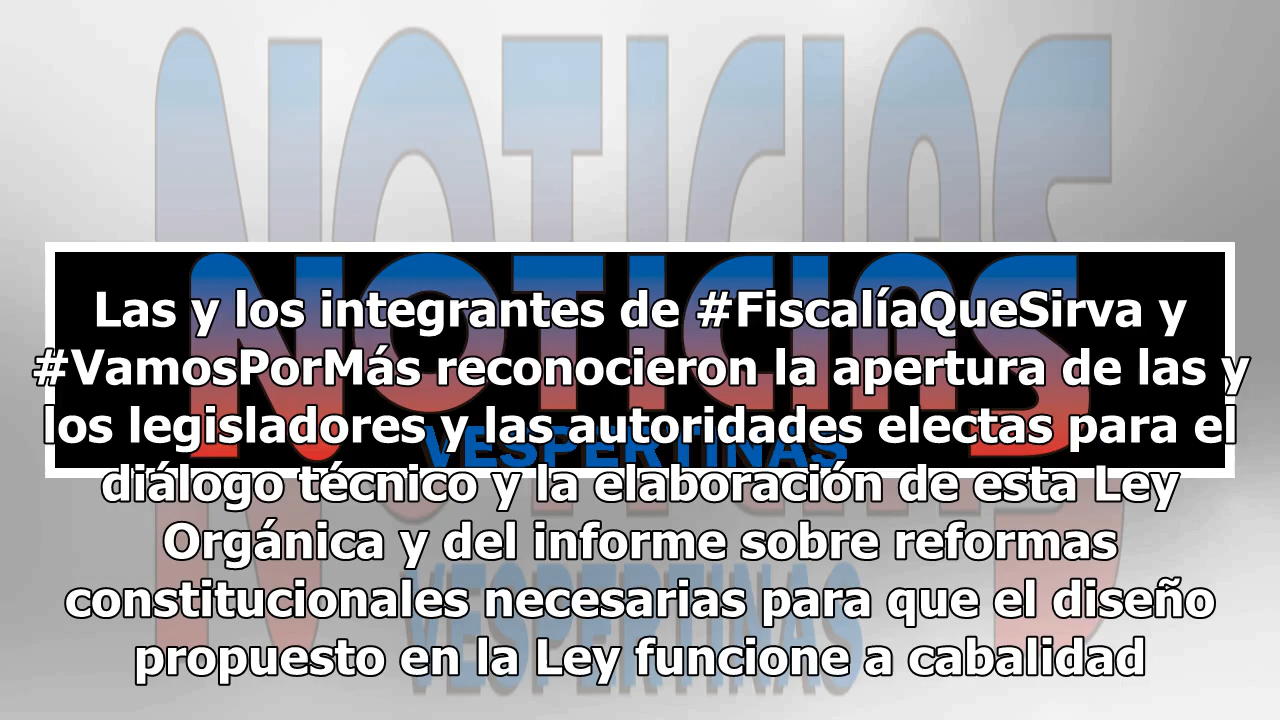 NOTICIAS
VESPERTINAS
NOTICIAS
VESPERTINAS
Las y los integrantes de #FiscalíaQueSirva y
#VamosPorMás reconocieron la apertura de las y
los legisladores y las autoridades electas para el
diálogo técnico y la elaboración de esta Ley
Orgánica y del informe sobre reformas
constitucionales necesarias para que el diseño
propuesto en la Ley funcione a cabalidad